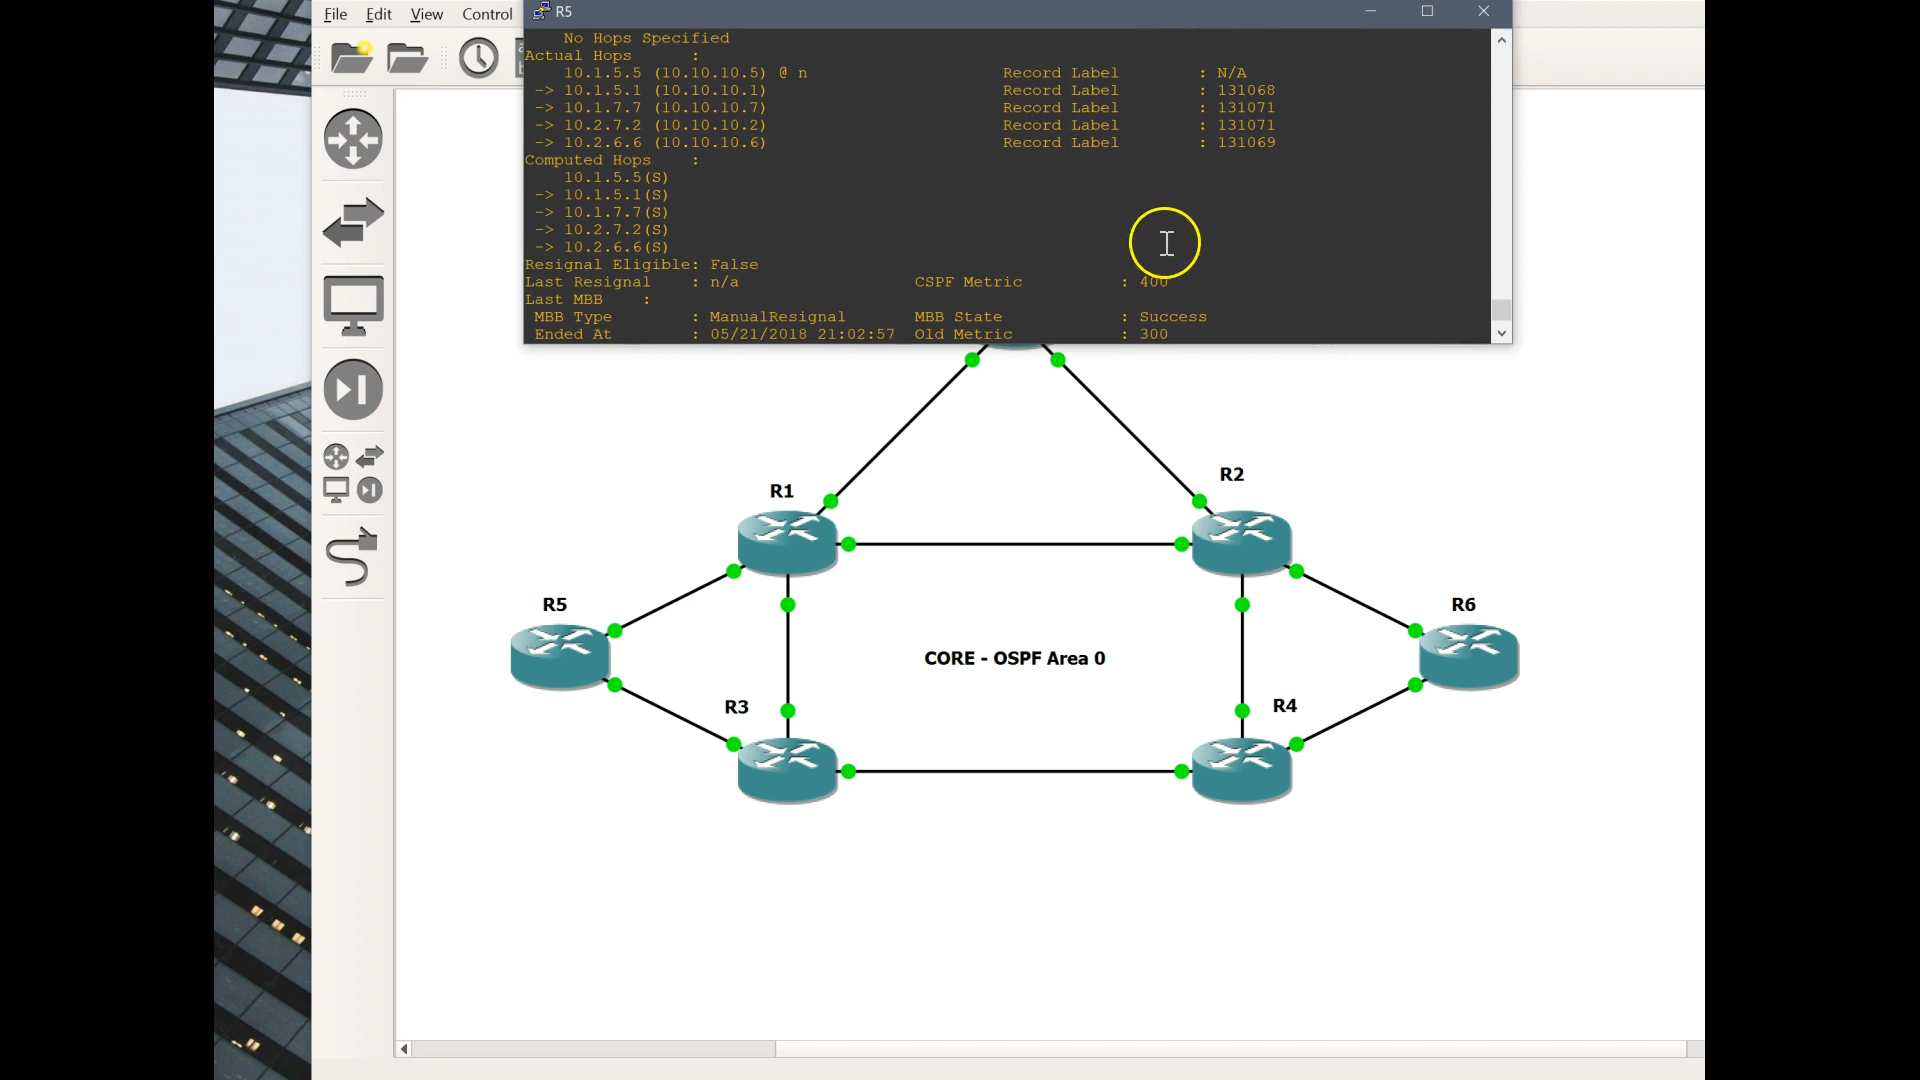 File Edit View Control
R5
No Hops Specified
Actual Hops :
10.1.5.5 (10.10.10.5) @ n Record Label : N/A
-> 10.1.5.1 (10.10.10.1) Record Label : 131068
-> 10.1.7.7 (10.10.10.7) Record Label : 131071
-> 10.2.7.2 (10.10.10.2) Record Label : 131071
-> 10.2.6.6 (10.10.10.6) Record Label : 131069
Computed Hops :
10.1.5.5(S)
-> 10.1.5.1(S)
-> 10.1.7.7(S)
-> 10.2.7.2(S)
-> 10.2.6.6(S)
Resignal Eligible: False
Last Resignal : n/a CSPF Metric : 400
Last MBB :
MBB Type : ManualResignal MBB State : Success
Ended At : 05/21/2018 21:02:57 Old Metric : 300
R2
R1
R5
R6
CORE - OSPF Area 0
R3
R4